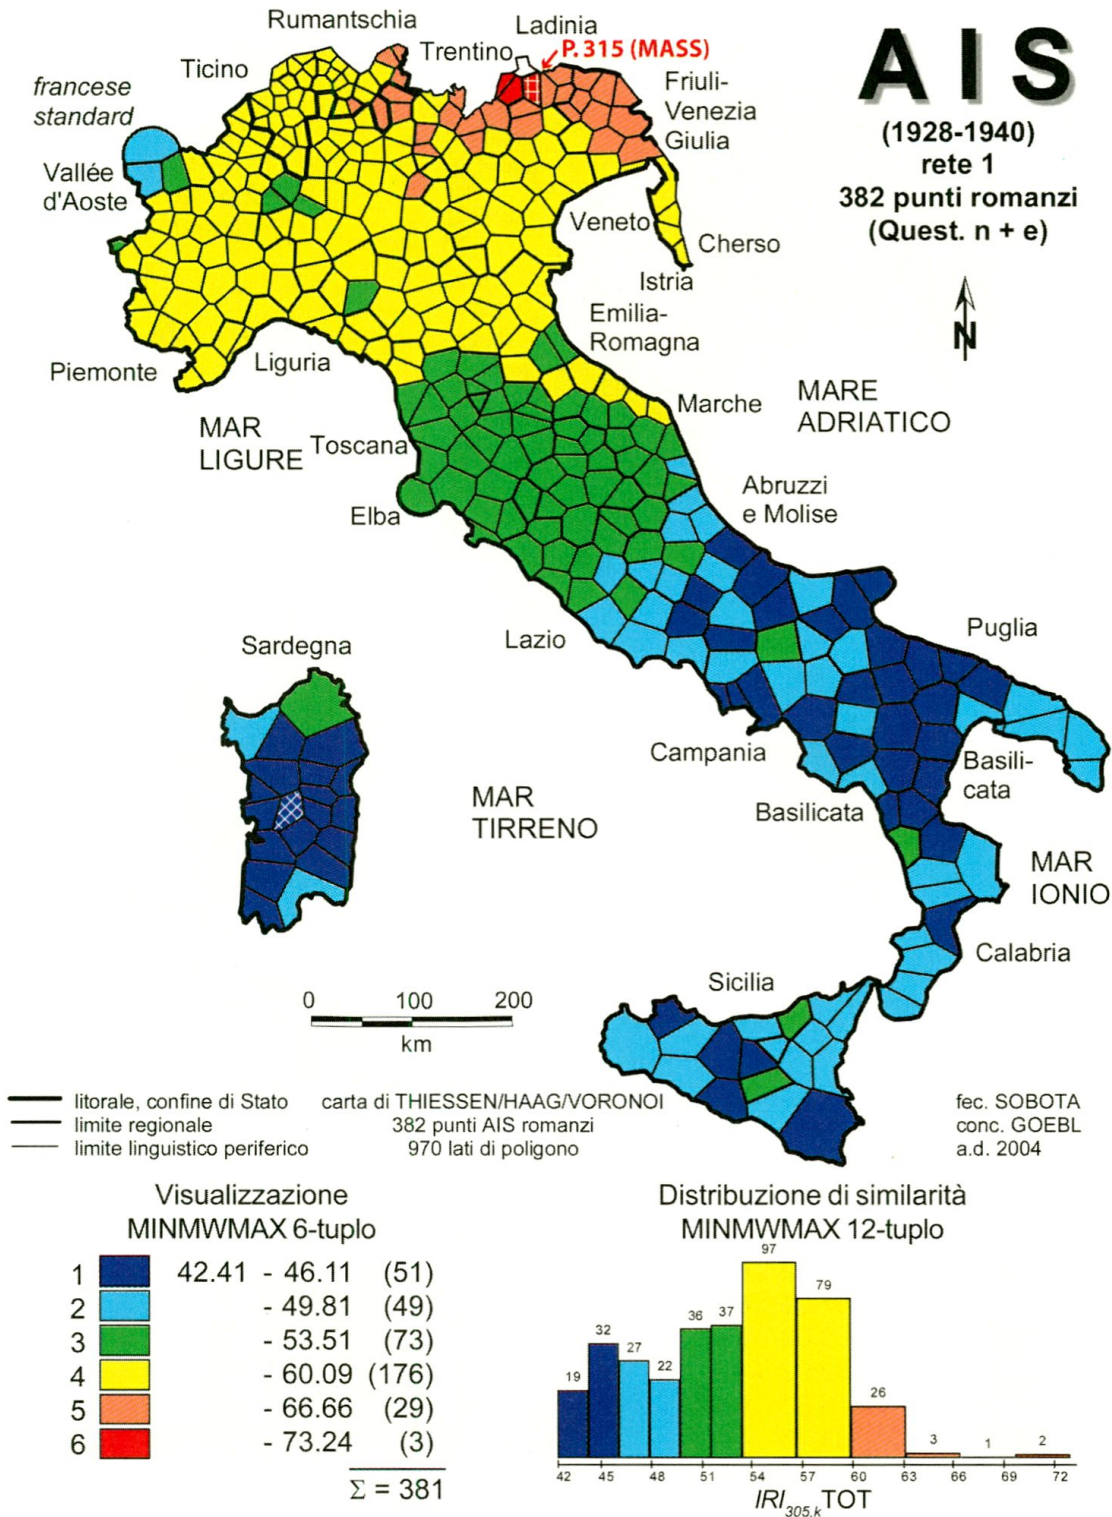 Rumantschia
Ladinia
Trentino
P. 315 (MASS)
Ticino
francese
standard
Friuli-
Venezia
Giulia
Vallée
d'Aoste
AIS
(1928-1940)
rete 1
382 punti romanzi
(Quest. n + e)
Veneto
Cherso
Istria
N
Emilia-
Romagna
Piemonte
Liguria
MARE
ADRIATICO
Marche
MAR
LIGURE
Toscana
Elba
Abruzzi
e Molise
Lazio
Puglia
Sardegna
Campania
Basili-
cata
MAR
TIRRENO
Basilicata
MAR
IONIO
Calabria
Sicilia
0 100 200
km
litorale, confine di Stato
limite regionale
limite linguistico periferico
carta di THIESSEN/HAAG/VORONOI
382 punti AIS romanzi
970 lati di poligono
fec. SOBOTA
conc. GOEBL
a.d. 2004
Visualizzazione
MINMWMAX 6-tuplo
1 42.41 - 46.11 (51)
2 - 49.81 (49)
3 - 53.51 (73)
4 - 60.09 (176)
5 - 66.66 (29)
6 - 73.24 (3)
Σ = 381
Distribuzione di similarità
MINMWMAX 12-tuplo
19 32 27 22 36 37 97 79 26 3 1 2
42 45 48 51 54 57 60 63 66 69 72
IRI305.kTOT